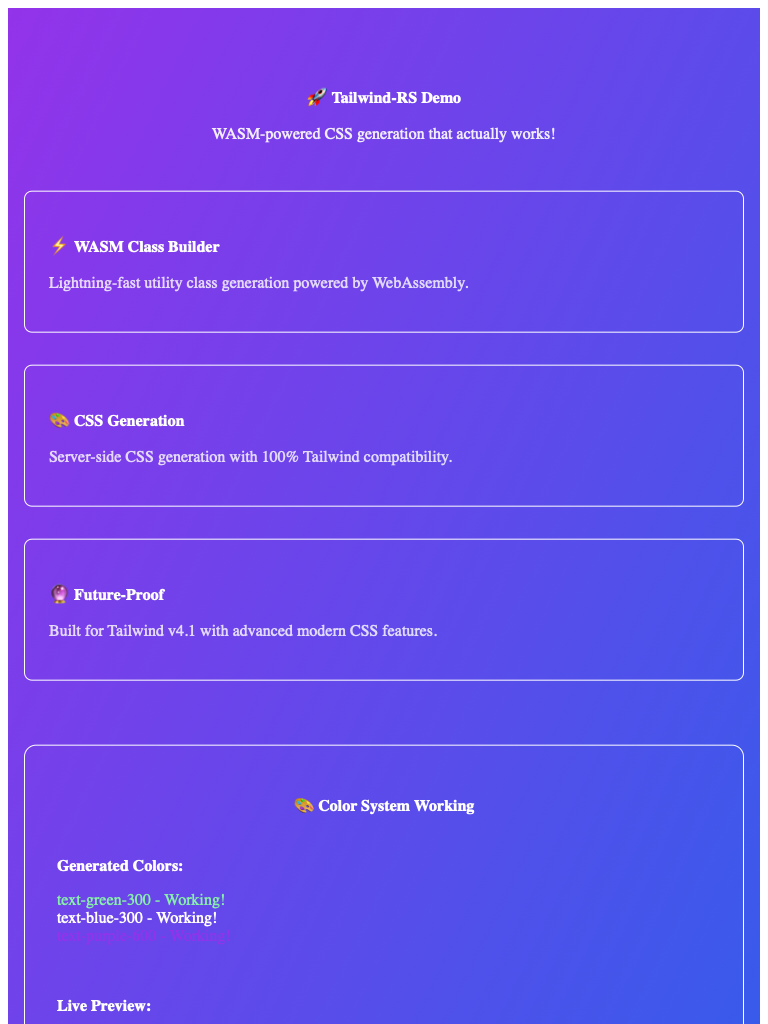 🚀 Tailwind-RS Demo
WASM-powered CSS generation that actually works!
⚡ WASM Class Builder
Lightning-fast utility class generation powered by WebAssembly.
🎨 CSS Generation
Server-side CSS generation with 100% Tailwind compatibility.
🔮 Future-Proof
Built for Tailwind v4.1 with advanced modern CSS features.
🎨 Color System Working
Generated Colors:
text-green-300 - Working!
text-blue-300 - Working!
- Working!
Live Preview: